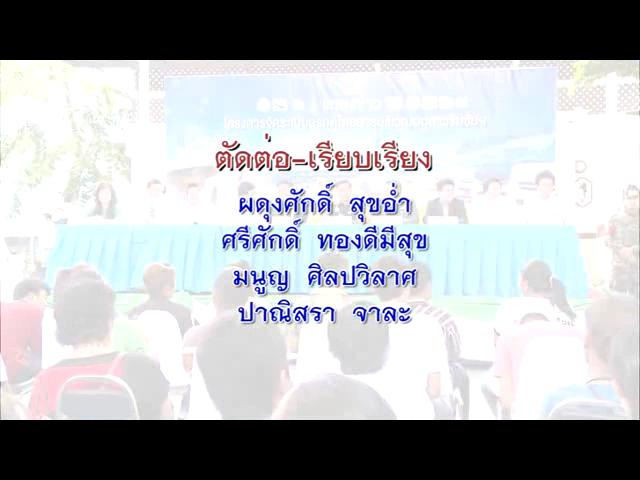 ตัดต่อ-เรียบเรียง
ผดุงศักดิ์ สุขอ่ำ
ศรีศักดิ์ ทองดีมีสุข
มนูญ ศิลปวิลาศ
ปาณิสรา จาละ